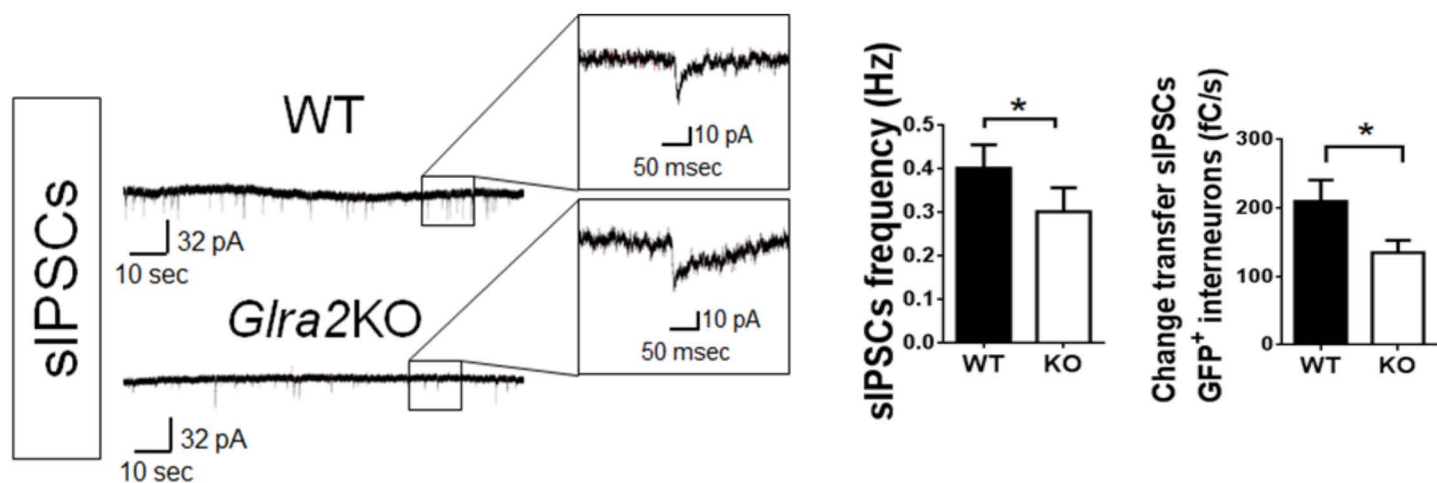 sIPSCs
WT
32 pA
10 sec
10 pA
50 msec
Glra2KO
32 pA
10 sec
10 pA
50 msec
sIPSCs frequency (Hz)
0.5
0.4
0.3
0.2
0.1
0.0
*
WT KO
Change transfer sIPSCs
GFP+ interneurons (fC/s)
300
200
100
0
*
WT KO